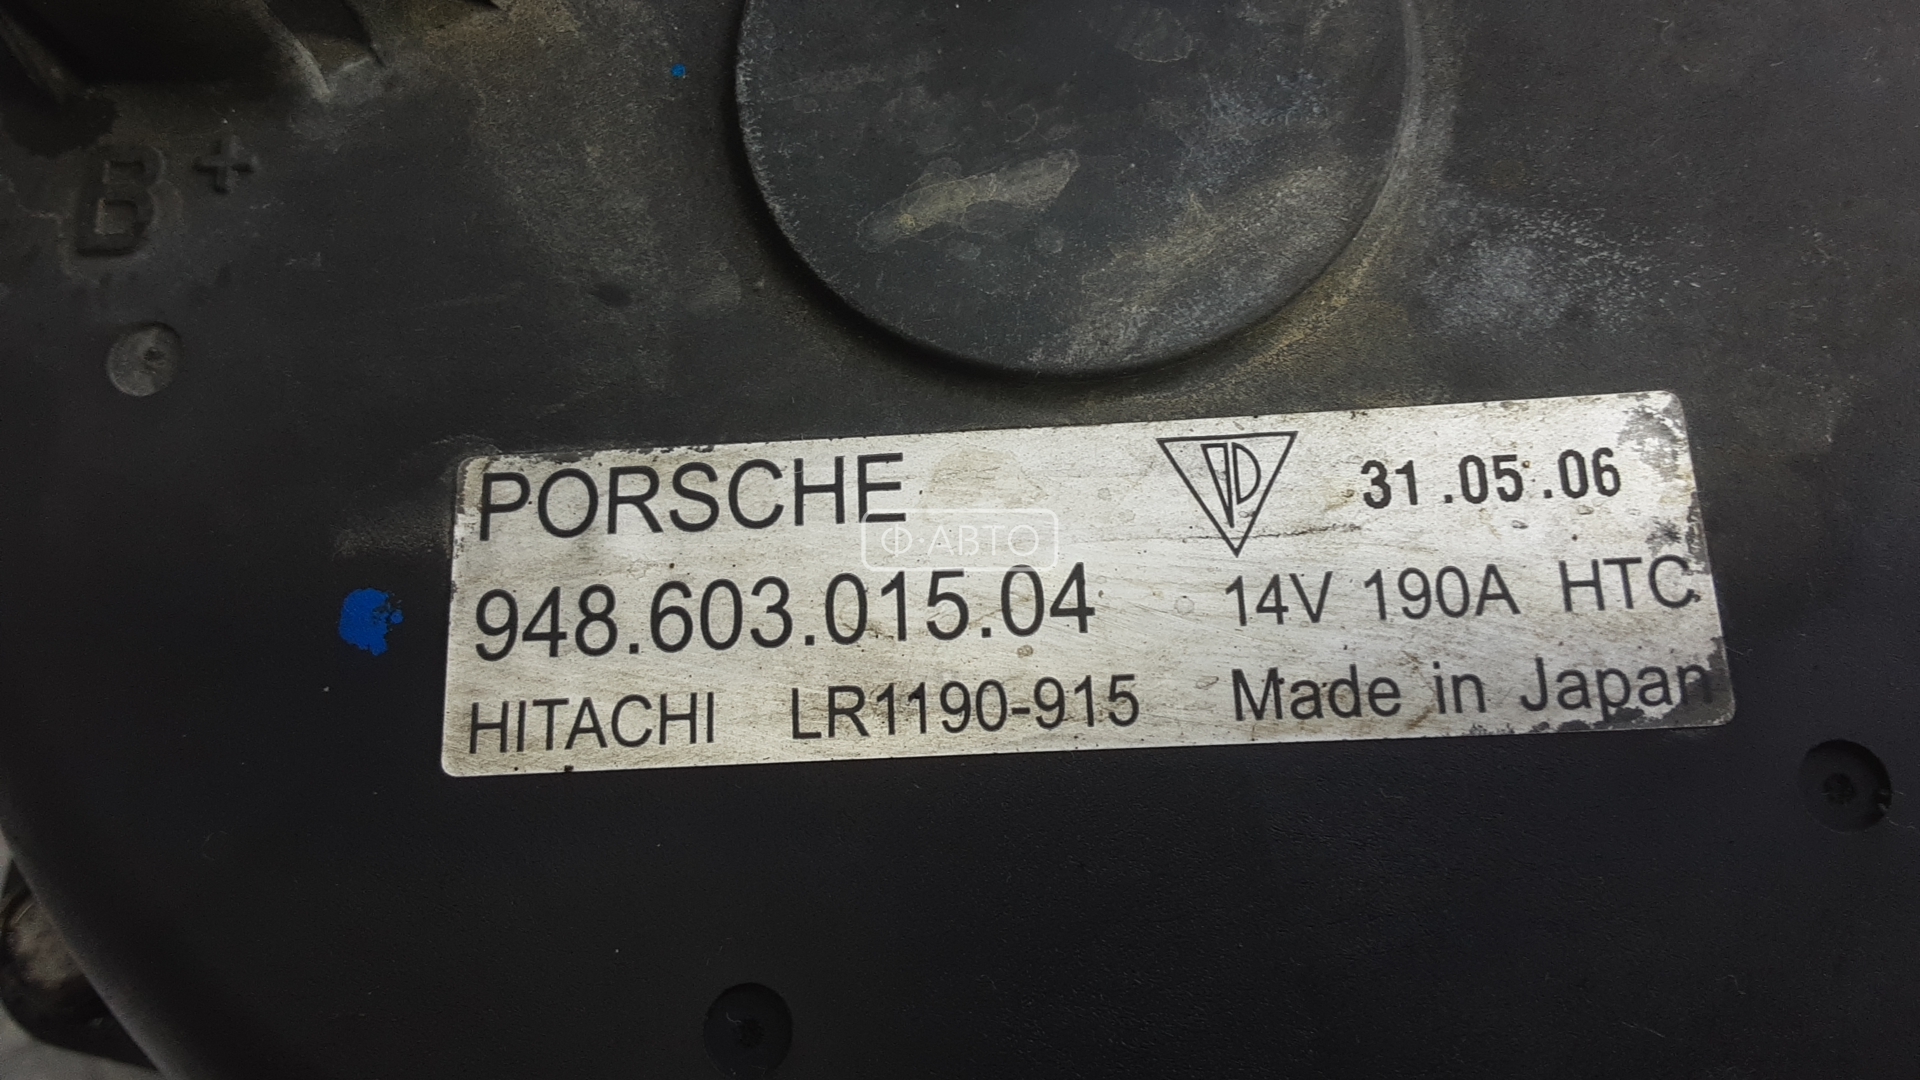 B+
PORSCHE 31.05.06
Ф·АВТО
948.603.015.04 14V 190A HTC
HITACHI LR1190-915 Made in Japan